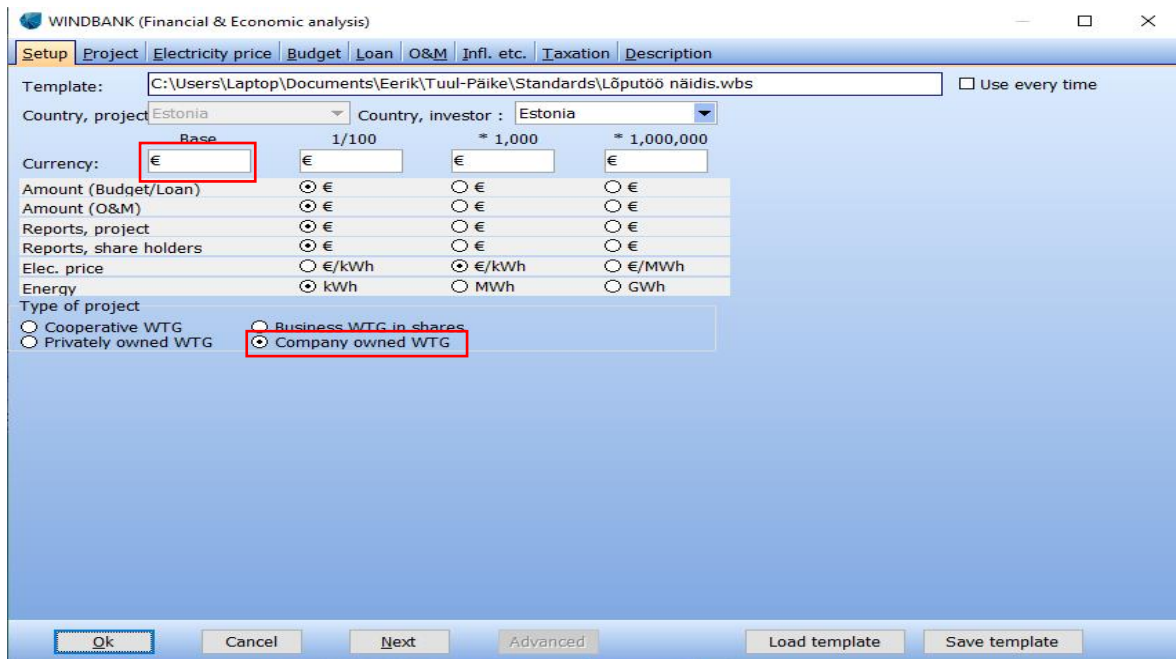 WINDBANK (Financial & Economic analysis)
Setup Project Electricity price Budget Loan O&M Infl. etc. Taxation Description
Template: C:\Users\Laptop\Documents\Eerik\Tuul-Päike\Standards\Lõputöö näidis.wbs Use every time
Country, project Estonia Country, investor : Estonia
Base 1/100 * 1,000 * 1,000,000
Currency: € € € €
Amount (Budget/Loan) € € €
Amount (O&M) € € €
Reports, project € € €
Reports, share holders € € €
Elec. price €/kWh €/kWh €/MWh
Energy kWh MWh GWh
Type of project
Cooperative WTG Business WTG in shares
Privately owned WTG Company owned WTG
Ok Cancel Next Advanced Load template Save template